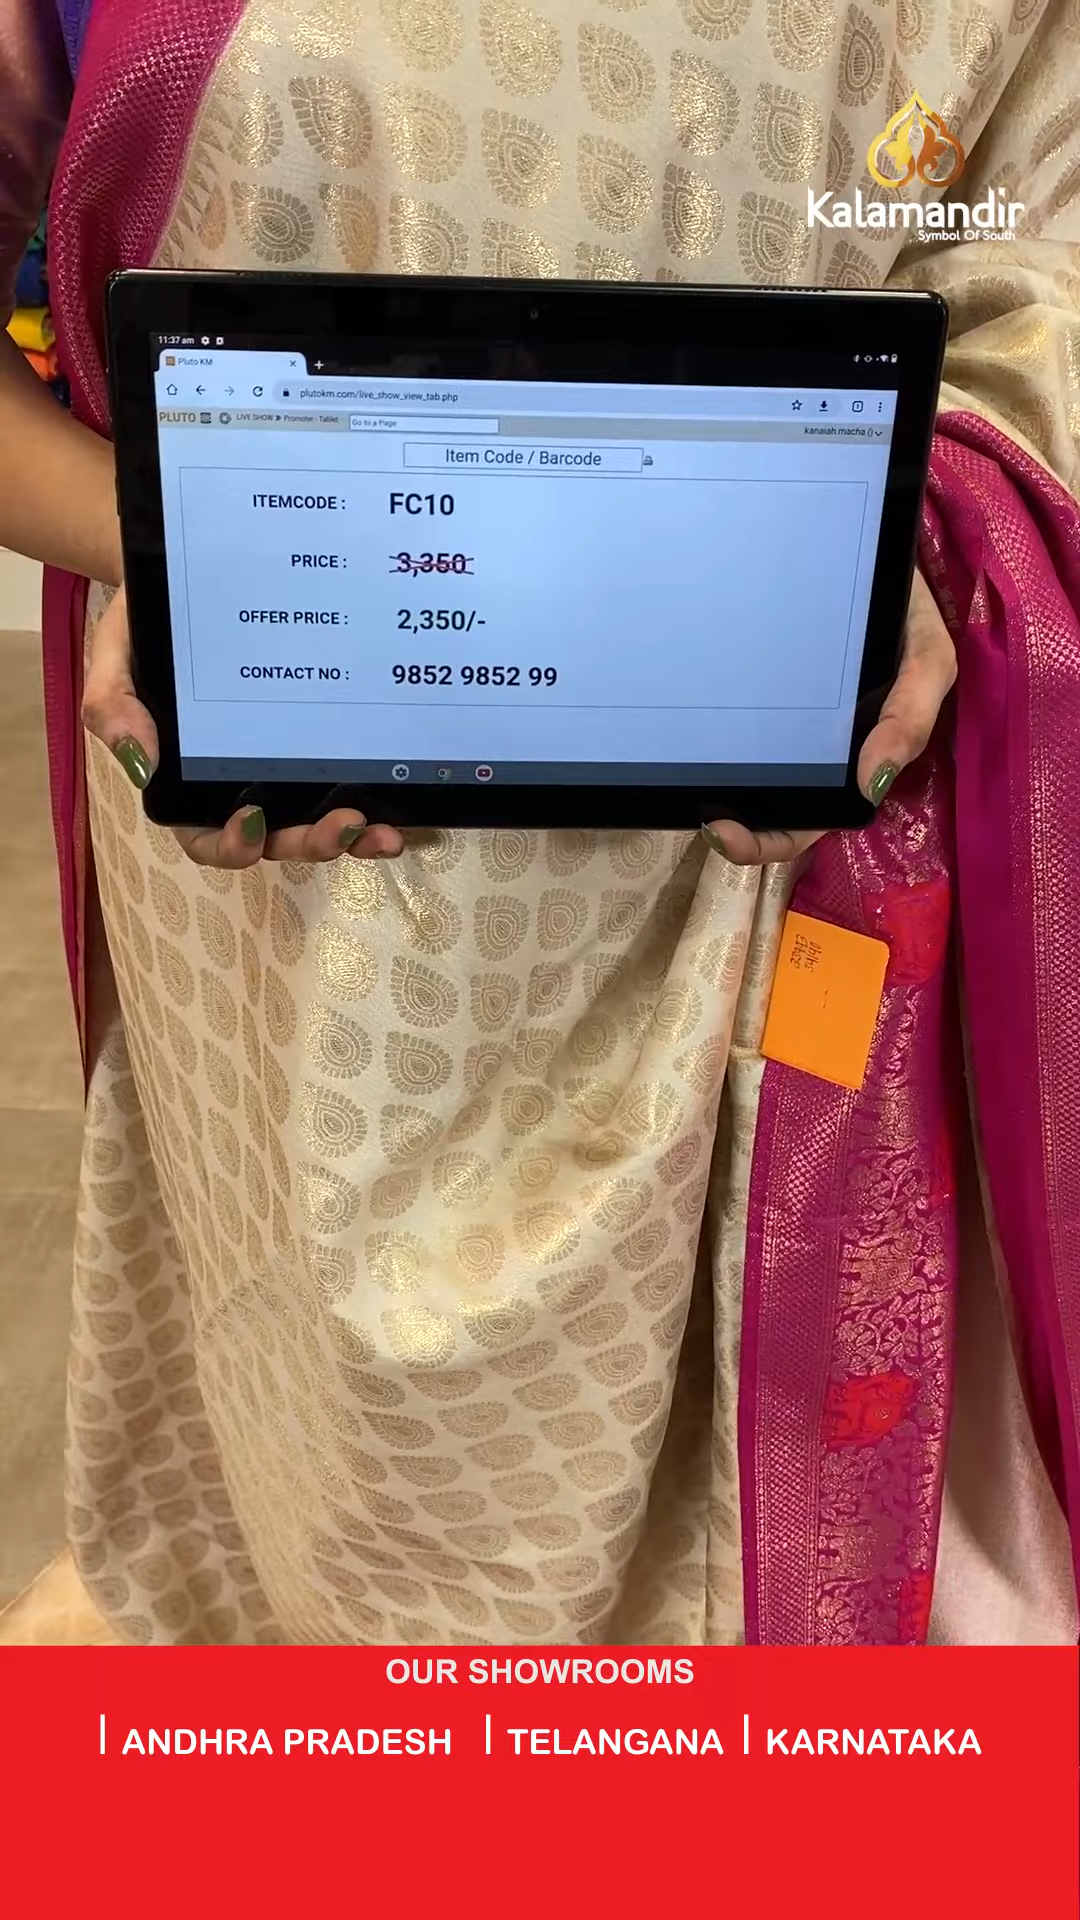 Kalamandir
Symbol Of South
11:37 am
Pluto KM
plutokm.com/live_show_view_tab.php
PLUTO
LIVE SHOW » Promoter - Tablet
Go to a Page
kanaiah.macha ()
Item Code / Barcode
ITEMCODE : FC10
PRICE : 3,350
OFFER PRICE : 2,350/-
CONTACT NO : 9852 9852 99
OUR SHOWROOMS
| ANDHRA PRADESH | TELANGANA | KARNATAKA